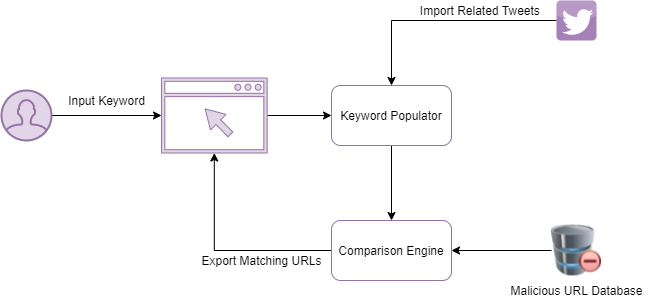 Import Related Tweets
Input Keyword
Keyword Populator
Comparison Engine
Export Matching URLs
Malicious URL Database